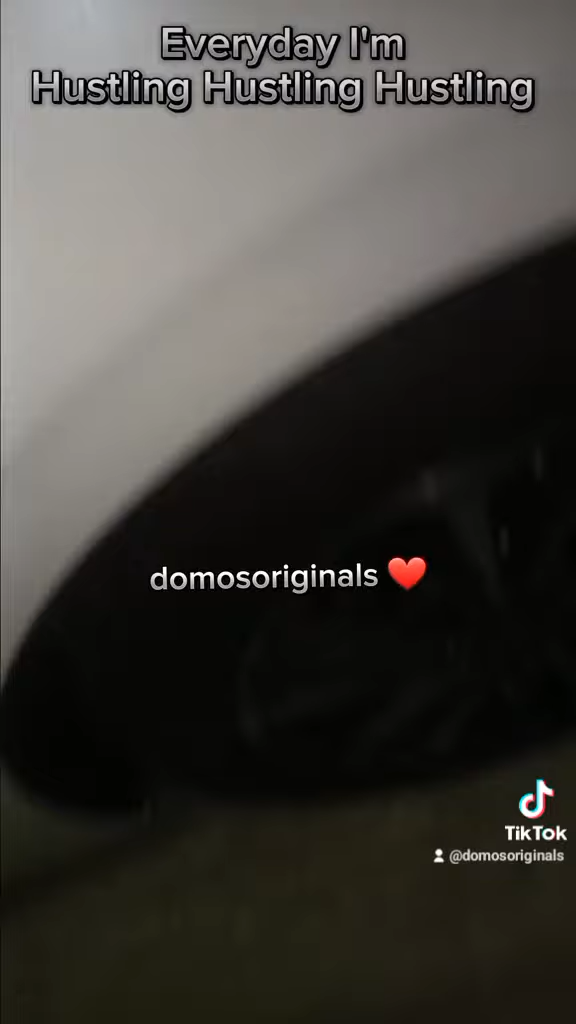 Everyday I'm
Hustling Hustling Hustling
domosoriginals ❤️
TikTok
@domosoriginals